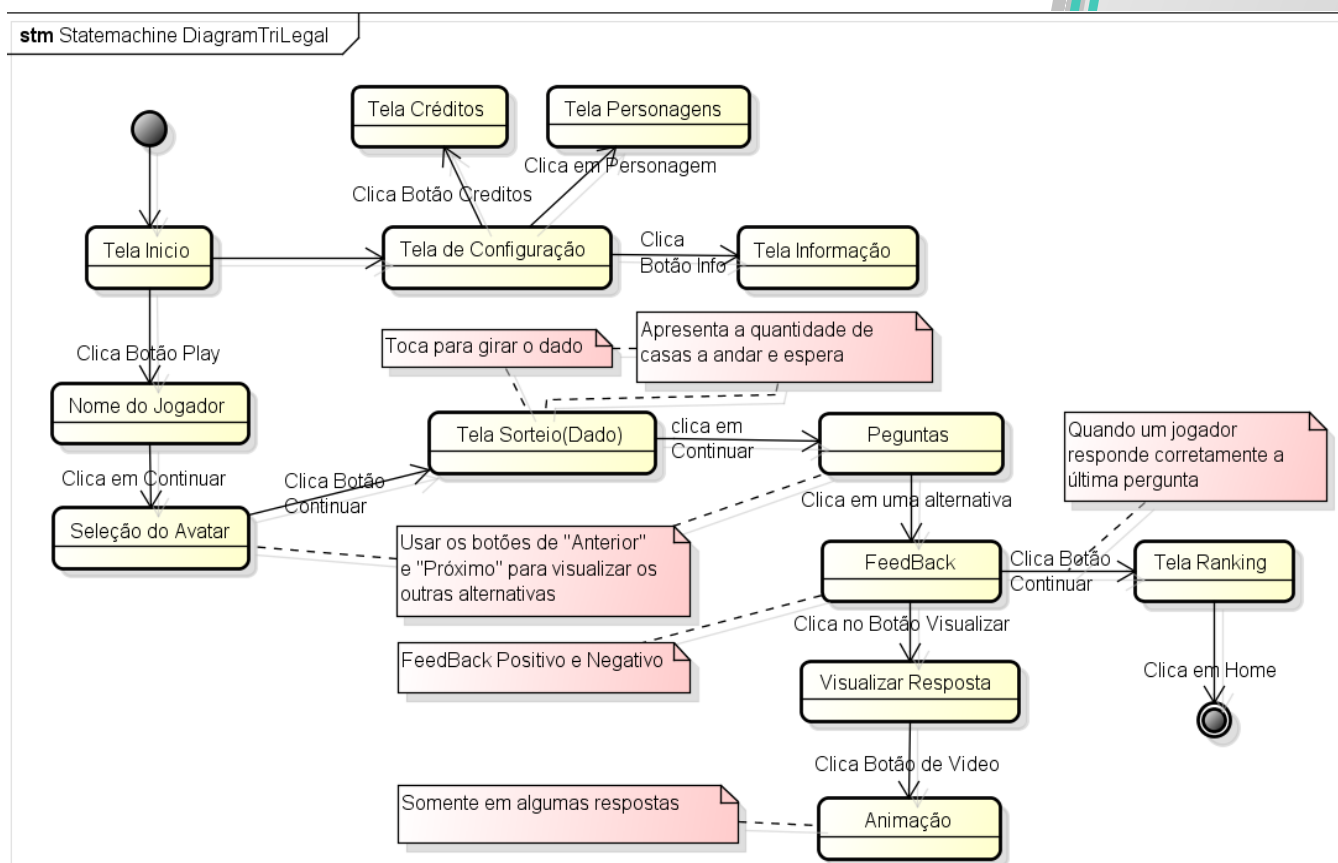 stm Statemachine DiagramTriLegal
Tela Créditos
Tela Personagens
Clica em Personagem
Clica Botão Creditos
Tela Inicio
Tela de Configuração
Clica
Botão Info
Tela Informação
Clica Botão Play
Toca para girar o dado
Apresenta a quantidade de
casas a andar e espera
Nome do Jogador
Tela Sorteio(Dado)
clica em
Continuar
Peguntas
Quando um jogador
responde corretamente a
última pergunta
Clica em Continuar
Clica Botão
Continuar
Clica em uma alternativa
Seleção do Avatar
Usar os botões de "Anterior"
e "Próximo" para visualizar os
outras alternativas
FeedBack
Clica Botão
Continuar
Tela Ranking
Clica no Botão Visualizar
FeedBack Positivo e Negativo
Visualizar Resposta
Clica em Home
Clica Botão de Video
Somente em algumas respostas
Animação